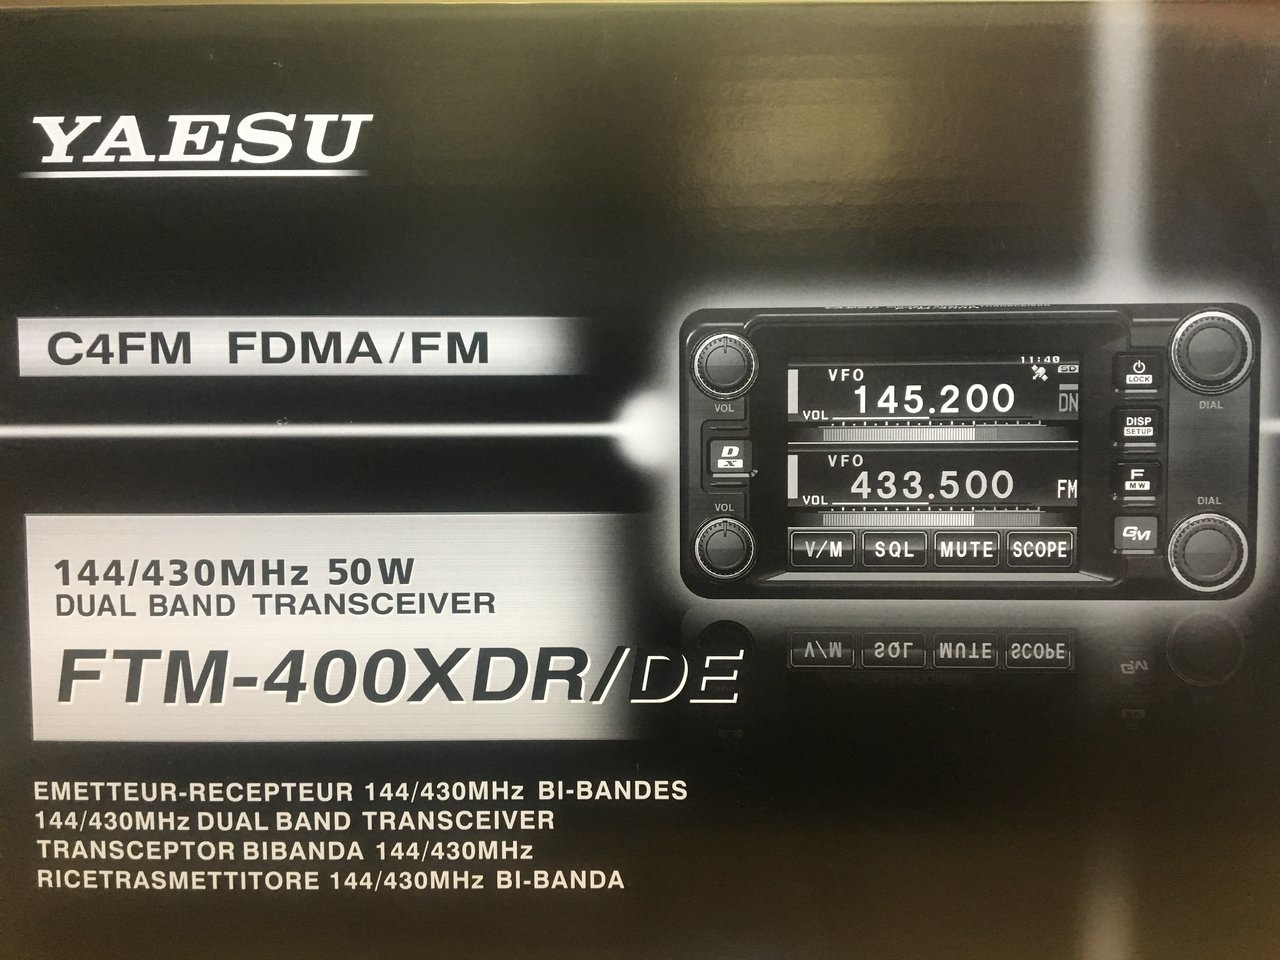 YAESU
C4FM FDMA/FM
144/430MHz 50W
DUAL BAND TRANSCEIVER
FTM-400XDR/DE
EMETTEUR-RECEPTEUR 144/430MHz BI-BANDES
144/430MHz DUAL BAND TRANSCEIVER
TRANSCEPTOR BIBANDA 144/430MHz
RICETRASMETTITORE 144/430MHz BI-BANDA
11:40
SD
VFO
145.200
DN
VOL
VFO
433.500
FM
VOL
V/M SQL MUTE SCOPE
VOL
D
X
VOL
LOCK
DISP
SETUP
F
MW
GM
DIAL
DIAL